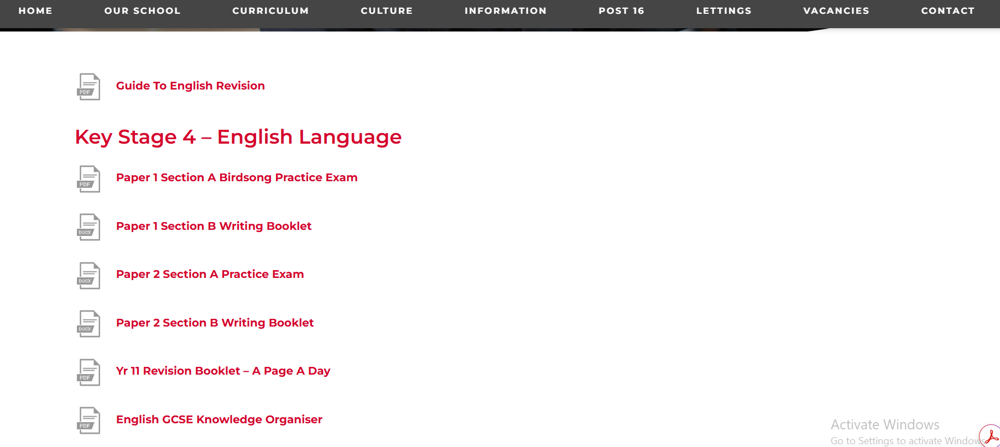 HOME OUR SCHOOL CURRICULUM CULTURE INFORMATION POST 16 LETTINGS VACANCIES CONTACT
PDF Guide To English Revision
Key Stage 4 – English Language
PDF Paper 1 Section A Birdsong Practice Exam
DOCX Paper 1 Section B Writing Booklet
DOCX Paper 2 Section A Practice Exam
DOCX Paper 2 Section B Writing Booklet
PDF Yr 11 Revision Booklet – A Page A Day
PDF English GCSE Knowledge Organiser
Activate Windows
Go to Settings to activate Windows